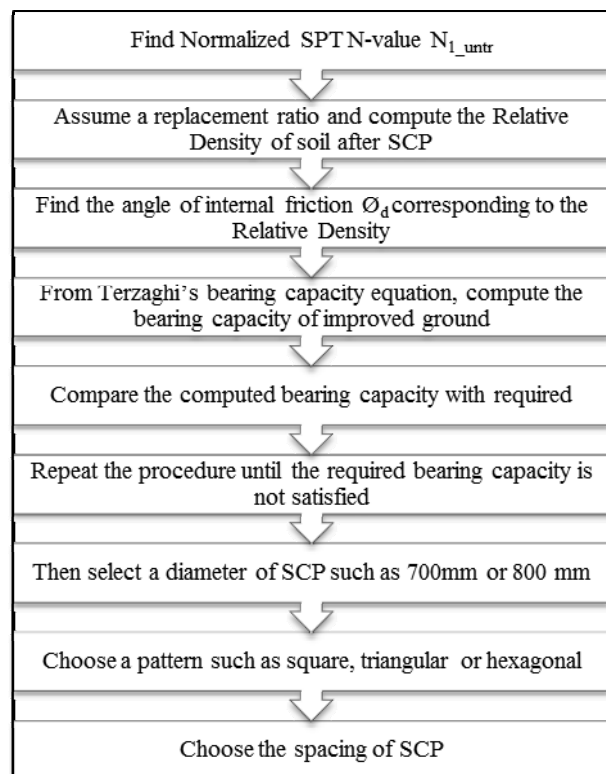 Find Normalized SPT N-value N1_untr
Assume a replacement ratio and compute the Relative
Density of soil after SCP
Find the angle of internal friction Ød corresponding to the
Relative Density
From Terzaghi's bearing capacity equation, compute the
bearing capacity of improved ground
Compare the computed bearing capacity with required
Repeat the procedure until the required bearing capacity is
not satisfied
Then select a diameter of SCP such as 700mm or 800 mm
Choose a pattern such as square, triangular or hexagonal
Choose the spacing of SCP